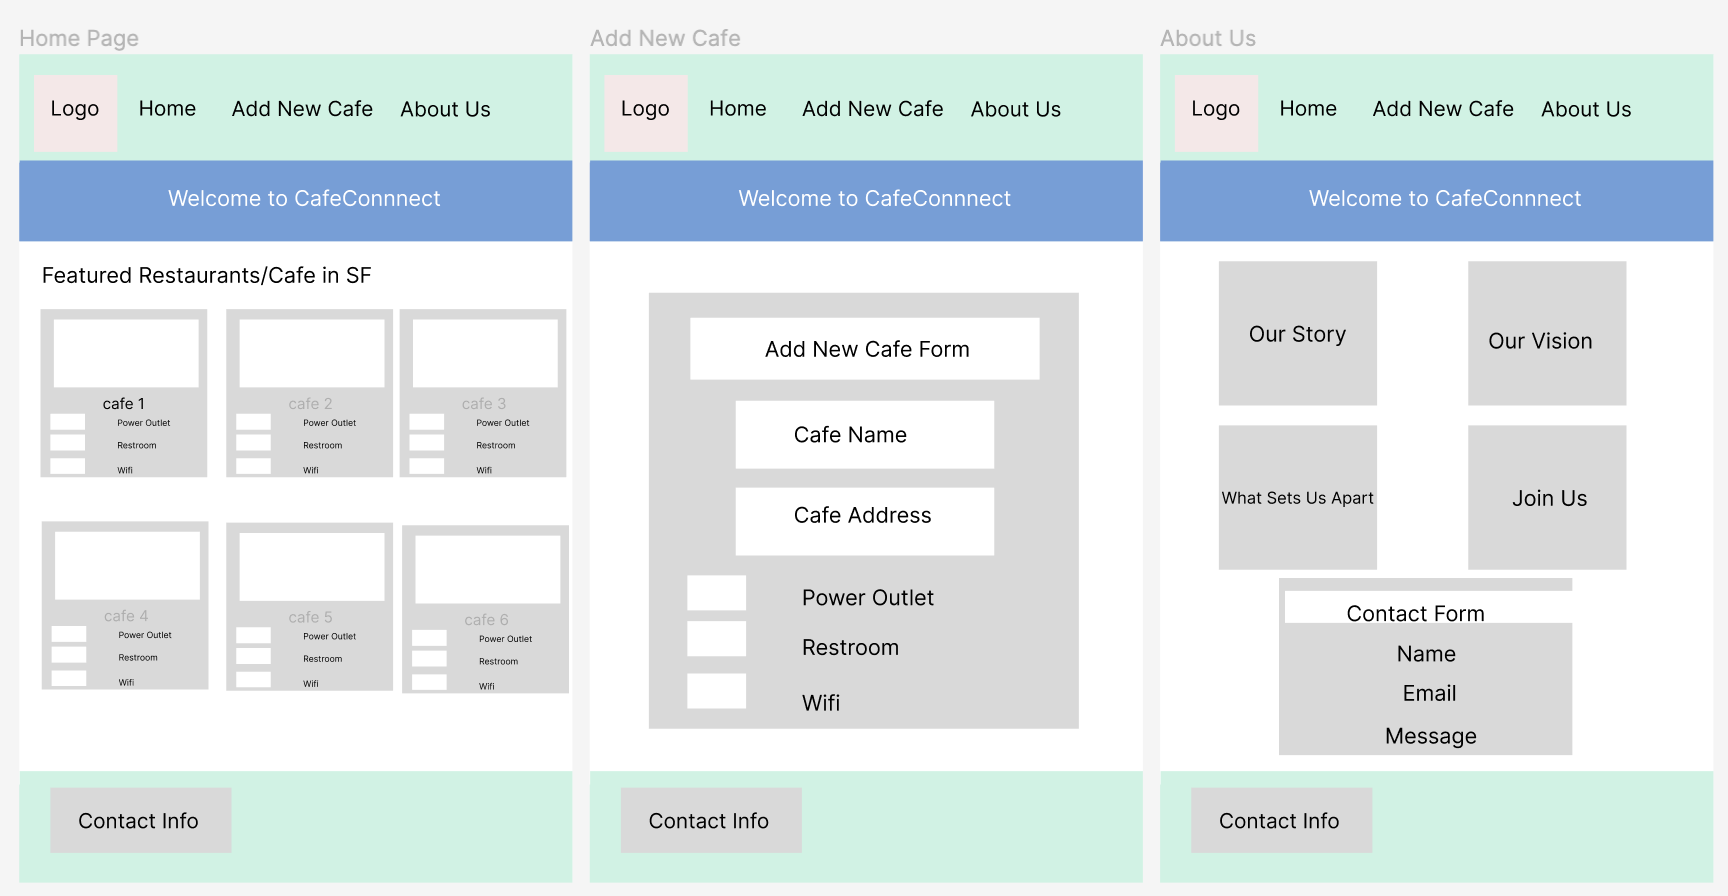 Home Page
Logo Home Add New Cafe About Us
Welcome to CafeConnnect
Featured Restaurants/Cafe in SF
cafe 1
Power Outlet
Restroom
Wifi
cafe 2
Power Outlet
Restroom
Wifi
cafe 3
Power Outlet
Restroom
Wifi
cafe 4
Power Outlet
Restroom
Wifi
cafe 5
Power Outlet
Restroom
Wifi
cafe 6
Power Outlet
Restroom
Wifi
Contact Info
Add New Cafe
Logo Home Add New Cafe About Us
Welcome to CafeConnnect
Add New Cafe Form
Cafe Name
Cafe Address
Power Outlet
Restroom
Wifi
Contact Info
About Us
Logo Home Add New Cafe About Us
Welcome to CafeConnnect
Our Story
Our Vision
What Sets Us Apart
Join Us
Contact Form
Name
Email
Message
Contact Info